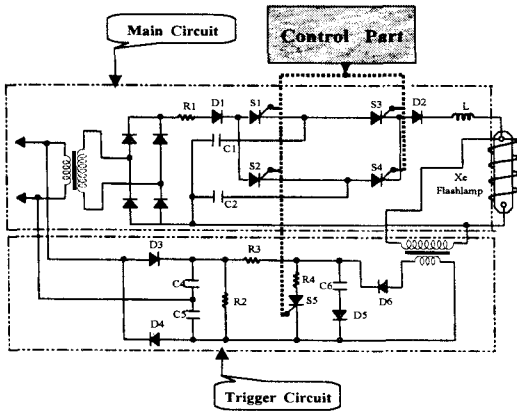 Main Circuit
Control Part
R1 D1 S1 S3 D2 L
C1
S2 S4
Xe
Flashlamp
C2
D3 R3
C4 R4 C6
R2 S5 D6
C5 D5
D4
Trigger Circuit